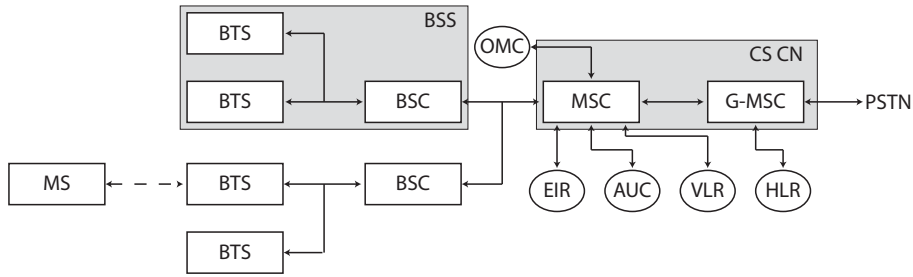 BSS
BTS
OMC
CS CN
BTS
BSC
MSC
G-MSC
PSTN
MS
BTS
BSC
EIR
AUC
VLR
HLR
BTS